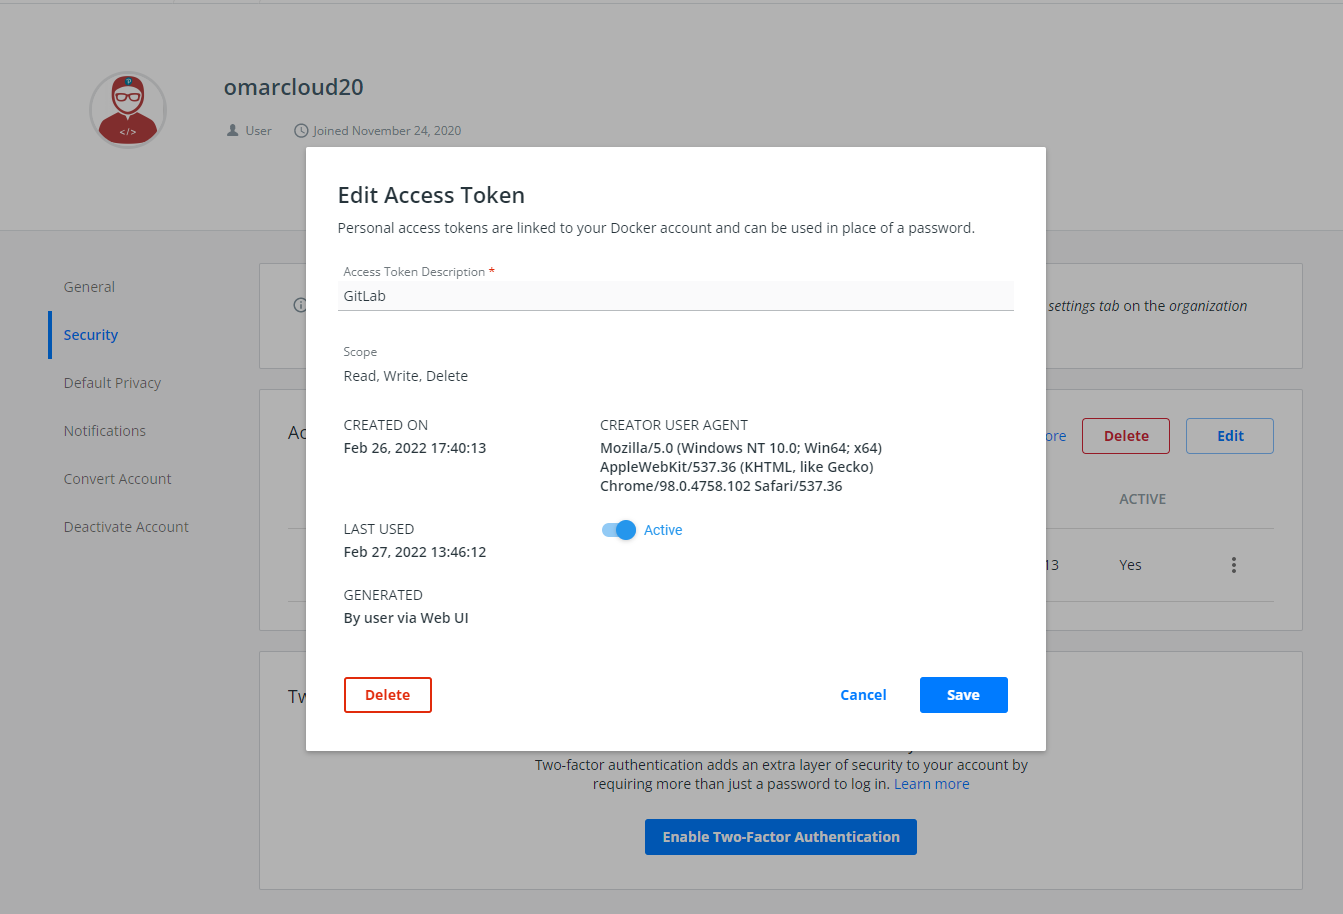 omarcloud20
User
Joined November 24, 2020
Edit Access Token
Personal access tokens are linked to your Docker account and can be used in place of a password.
Access Token Description *
GitLab
Scope
Read, Write, Delete
CREATED ON
Feb 26, 2022 17:40:13
CREATOR USER AGENT
Mozilla/5.0 (Windows NT 10.0; Win64; x64)
AppleWebKit/537.36 (KHTML, like Gecko)
Chrome/98.0.4758.102 Safari/537.36
LAST USED
Feb 27, 2022 13:46:12
Active
GENERATED
By user via Web UI
Delete
Cancel
Save
General
Security
Default Privacy
Notifications
Convert Account
Deactivate Account
settings tab on the organization
Delete
Edit
ACTIVE
13
Yes
Two-factor authentication adds an extra layer of security to your account by
requiring more than just a password to log in. Learn more
Enable Two-Factor Authentication